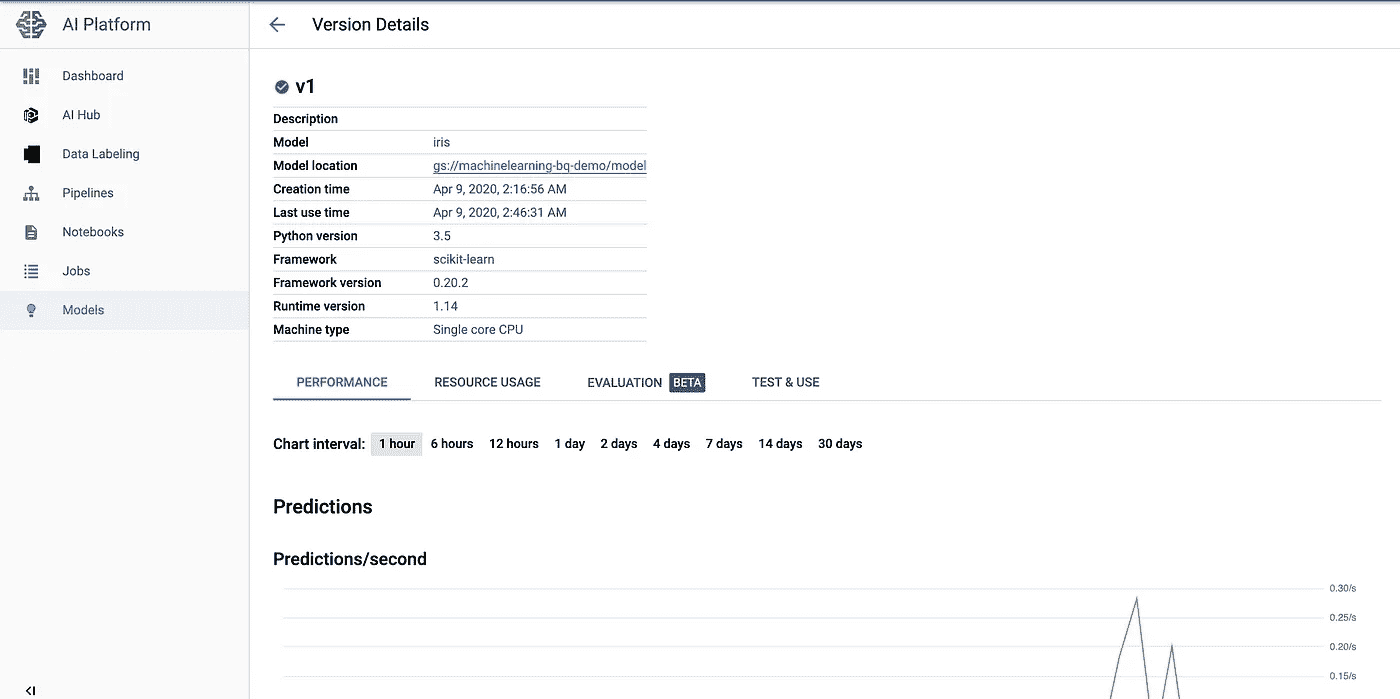 AI Platform
Version Details
Dashboard
AI Hub
Data Labeling
Pipelines
Notebooks
Jobs
Models
v1
Description
Model iris
Model location gs://machinelearning-bq-demo/model
Creation time Apr 9, 2020, 2:16:56 AM
Last use time Apr 9, 2020, 2:46:31 AM
Python version 3.5
Framework scikit-learn
Framework version 0.20.2
Runtime version 1.14
Machine type Single core CPU
PERFORMANCE RESOURCE USAGE EVALUATION BETA TEST & USE
Chart interval: 1 hour 6 hours 12 hours 1 day 2 days 4 days 7 days 14 days 30 days
Predictions
Predictions/second
0.30/s
0.25/s
0.20/s
0.15/s